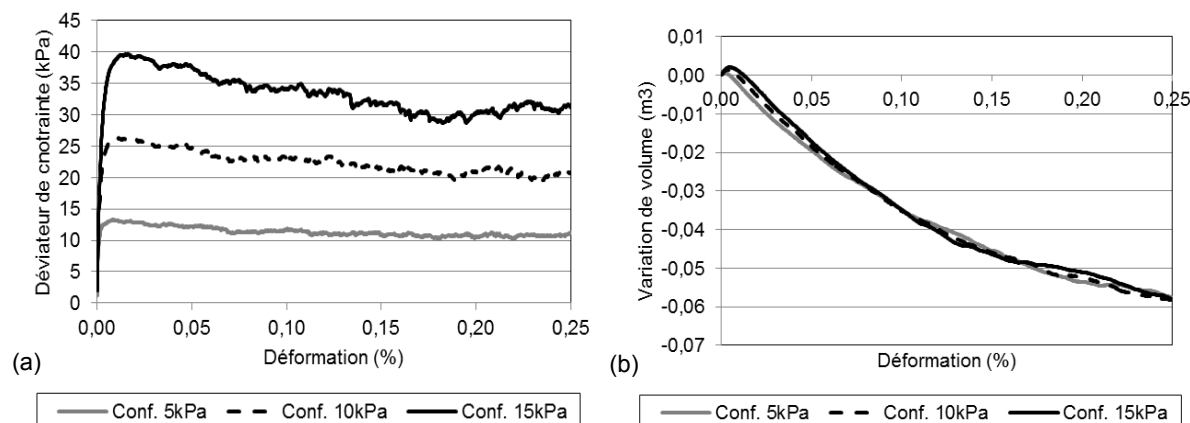 Déviateur de cnotrainte (kPa)
45
40
35
30
25
20
15
10
5
0
0,00 0,05 0,10 0,15 0,20 0,25
Déformation (%)
(a)
Conf. 5kPa Conf. 10kPa Conf. 15kPa
Variation de volume (m3)
0,01
0,00
-0,01
-0,02
-0,03
-0,04
-0,05
-0,06
-0,07
0,00 0,05 0,10 0,15 0,20 0,25
Déformation (%)
(b)
Conf. 5kPa Conf. 10kPa Conf. 15kPa